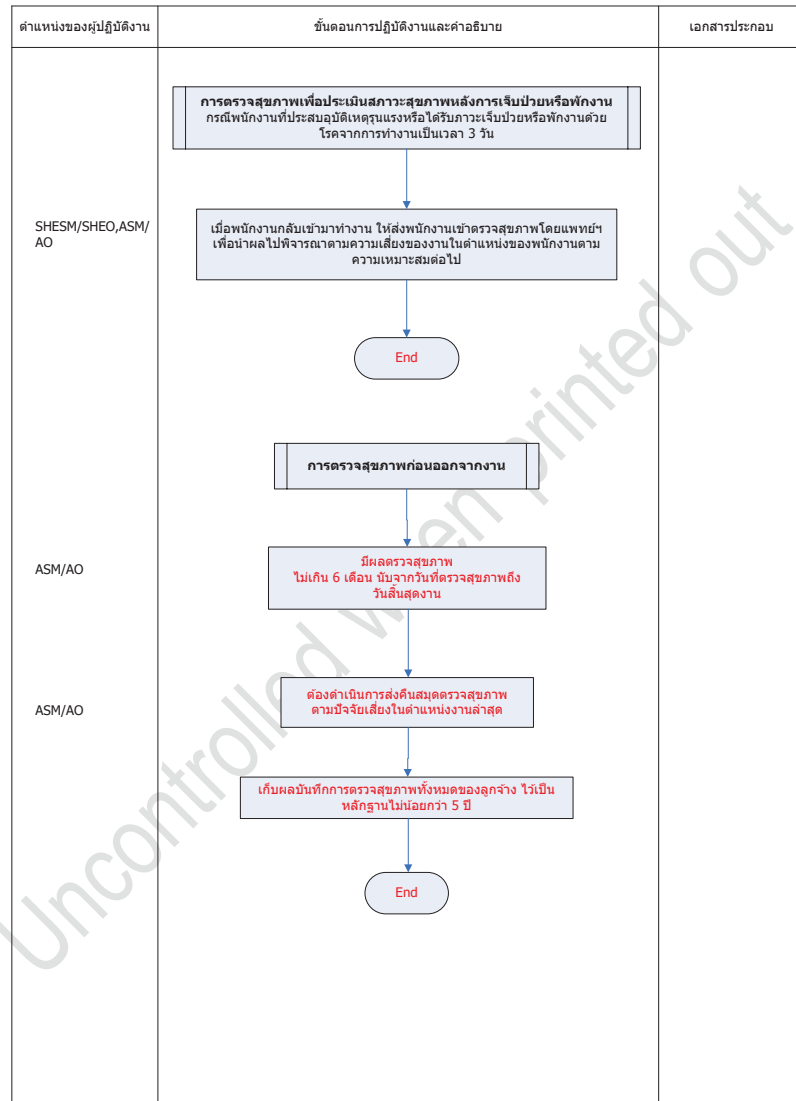 ตำแหน่งของผู้ปฏิบัติงาน
ขั้นตอนการปฏิบัติงานและคำอธิบาย
เอกสารประกอบ
การตรวจสุขภาพเพื่อประเมินสภาวะสุขภาพหลังการเจ็บป่วยหรือพักงาน
กรณีพนักงานที่ประสบอุบัติเหตุรุนแรงหรือได้รับภาวะเจ็บป่วยหรือพักงานด้วย
โรคจากการทำงานเป็นเวลา 3 วัน
SHESM/SHEO,ASM/
AO
เมื่อพนักงานกลับเข้ามาทำงาน ให้ส่งพนักงานเข้าตรวจสุขภาพโดยแพทย์ฯ
เพื่อนำผลไปพิจารณาตามความเสี่ยงของงานในตำแหน่งของพนักงานตาม
ความเหมาะสมต่อไป
End
การตรวจสุขภาพก่อนออกจากงาน
ASM/AO
มีผลตรวจสุขภาพ
ไม่เกิน 6 เดือน นับจากวันที่ตรวจสุขภาพถึง
วันสิ้นสุดงาน
ASM/AO
ต้องดำเนินการส่งคืนสมุดตรวจสุขภาพ
ตามปัจจัยเสี่ยงในตำแหน่งงานล่าสุด
เก็บผลบันทึกการตรวจสุขภาพทั้งหมดของลูกจ้าง ไว้เป็น
หลักฐานไม่น้อยกว่า 5 ปี
End
Uncontrolled when printed out